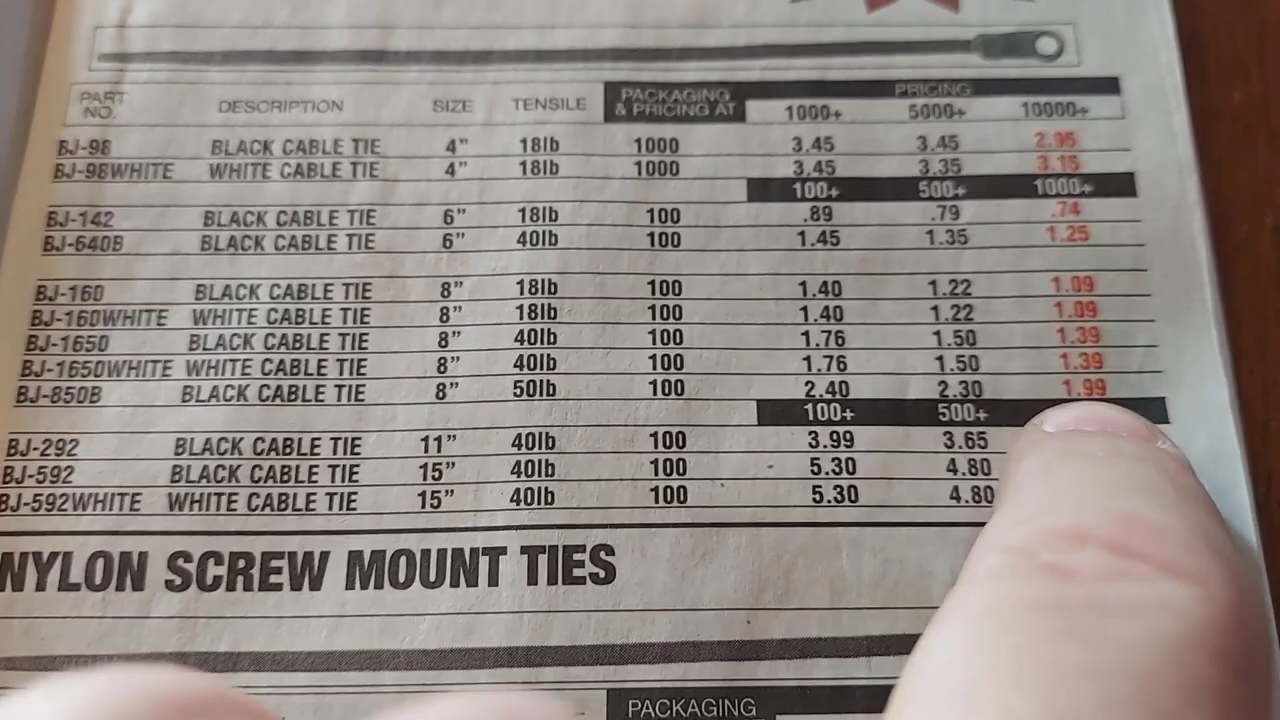 PRICING
PART NO. DESCRIPTION SIZE TENSILE PACKAGING & PRICING AT 1000+ 5000+ 10000+
BJ-98 BLACK CABLE TIE 4” 18lb 1000 3.45 3.45 2.95
BJ-98WHITE WHITE CABLE TIE 4” 18lb 1000 3.45 3.35 3.15
100+ 500+ 1000+
BJ-142 BLACK CABLE TIE 6” 18lb 100 .89 .79 .74
BJ-640B BLACK CABLE TIE 6” 40lb 100 1.45 1.35 1.25
BJ-160 BLACK CABLE TIE 8” 18lb 100 1.40 1.22 1.09
BJ-160WHITE WHITE CABLE TIE 8” 18lb 100 1.40 1.22 1.09
BJ-1650 BLACK CABLE TIE 8” 40lb 100 1.76 1.50 1.39
BJ-1650WHITE WHITE CABLE TIE 8” 40lb 100 1.76 1.50 1.39
BJ-850B BLACK CABLE TIE 8” 50lb 100 2.40 2.30 1.99
100+ 500+
BJ-292 BLACK CABLE TIE 11” 40lb 100 3.99 3.65
BJ-592 BLACK CABLE TIE 15” 40lb 100 5.30 4.80
BJ-592WHITE WHITE CABLE TIE 15” 40lb 100 5.30 4.80
NYLON SCREW MOUNT TIES
PACKAGING